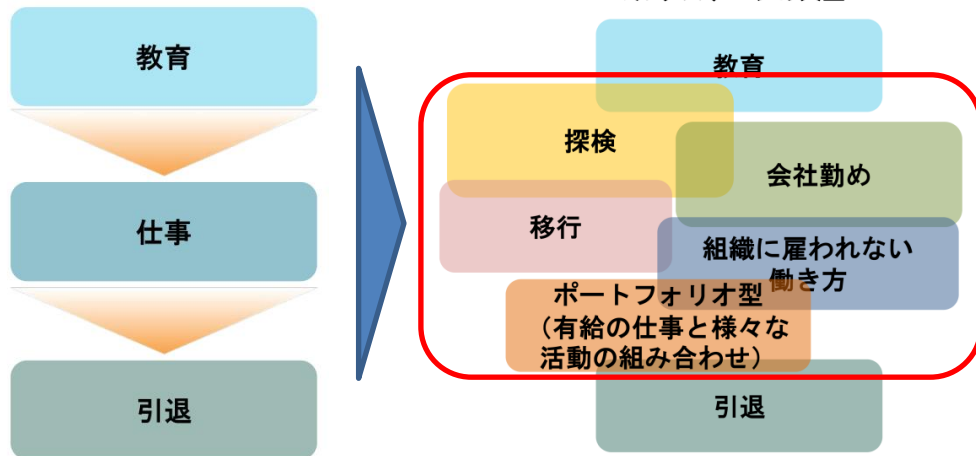 教育
仕事
引退
教育
探検
会社勤め
移行
組織に雇われない
働き方
ポートフォリオ型
（有給の仕事と様々な
活動の組み合わせ）
引退